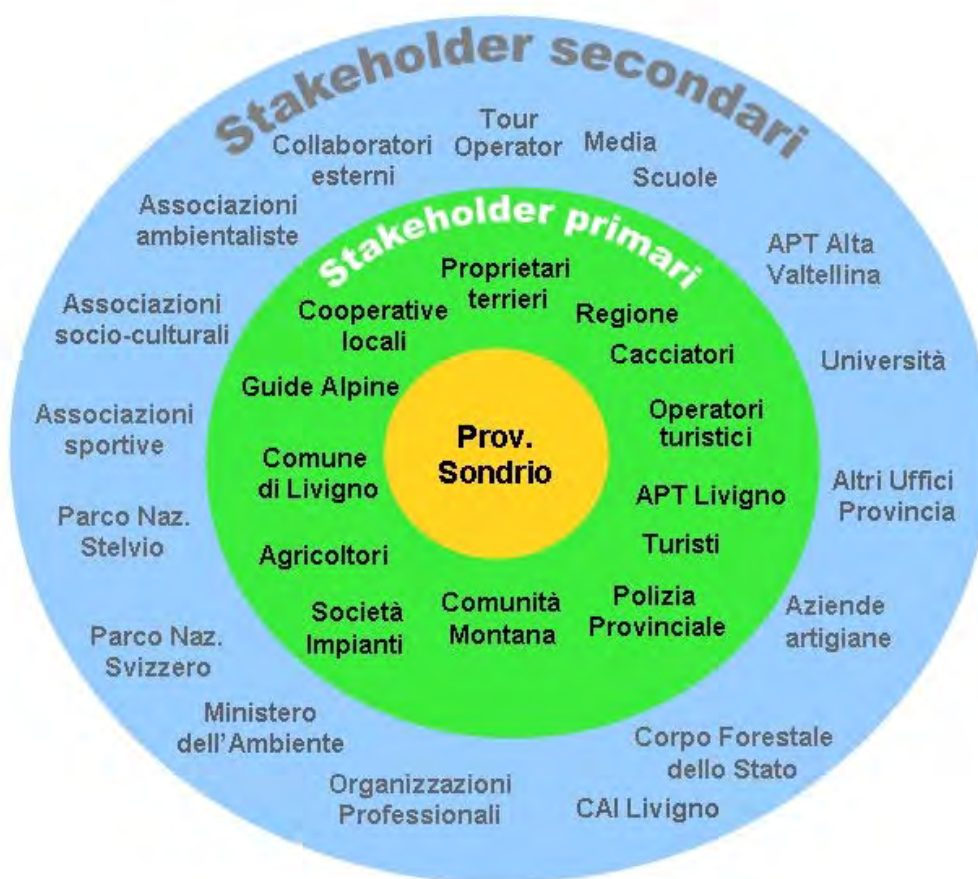 Stakeholder secondari
Tour
Operator
Collaboratori
esterni
Media
Scuole
Associazioni
ambientaliste
APT Alta
Valtellina
Associazioni
socio-culturali
Università
Associazioni
sportive
Altri Uffici
Provincia
Parco Naz.
Stelvio
Aziende
artigiane
Parco Naz.
Svizzero
Ministero
dell'Ambiente
Corpo Forestale
dello Stato
Organizzazioni
Professionali
CAI Livigno
Stakeholder primari
Proprietari
terrieri
Cooperative
locali
Regione
Cacciatori
Guide Alpine
Operatori
turistici
Comune
di Livigno
APT Livigno
Agricoltori
Turisti
Società
Impianti
Comunità
Montana
Polizia
Provinciale
Prov.
Sondrio